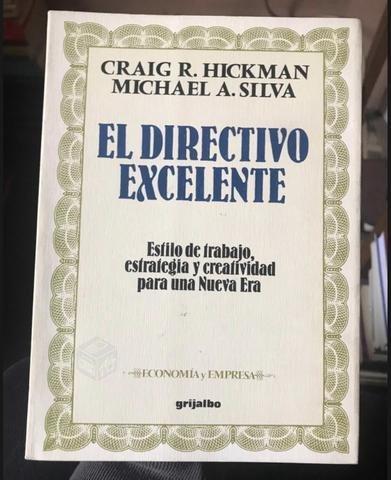 CRAIG R. HICKMAN
MICHAEL A. SILVA
EL DIRECTIVO
EXCELENTE
Estilo de trabajo,
estrategia y creatividad
para una Nueva Era
ECONOMÍA y EMPRESA
grijalbo